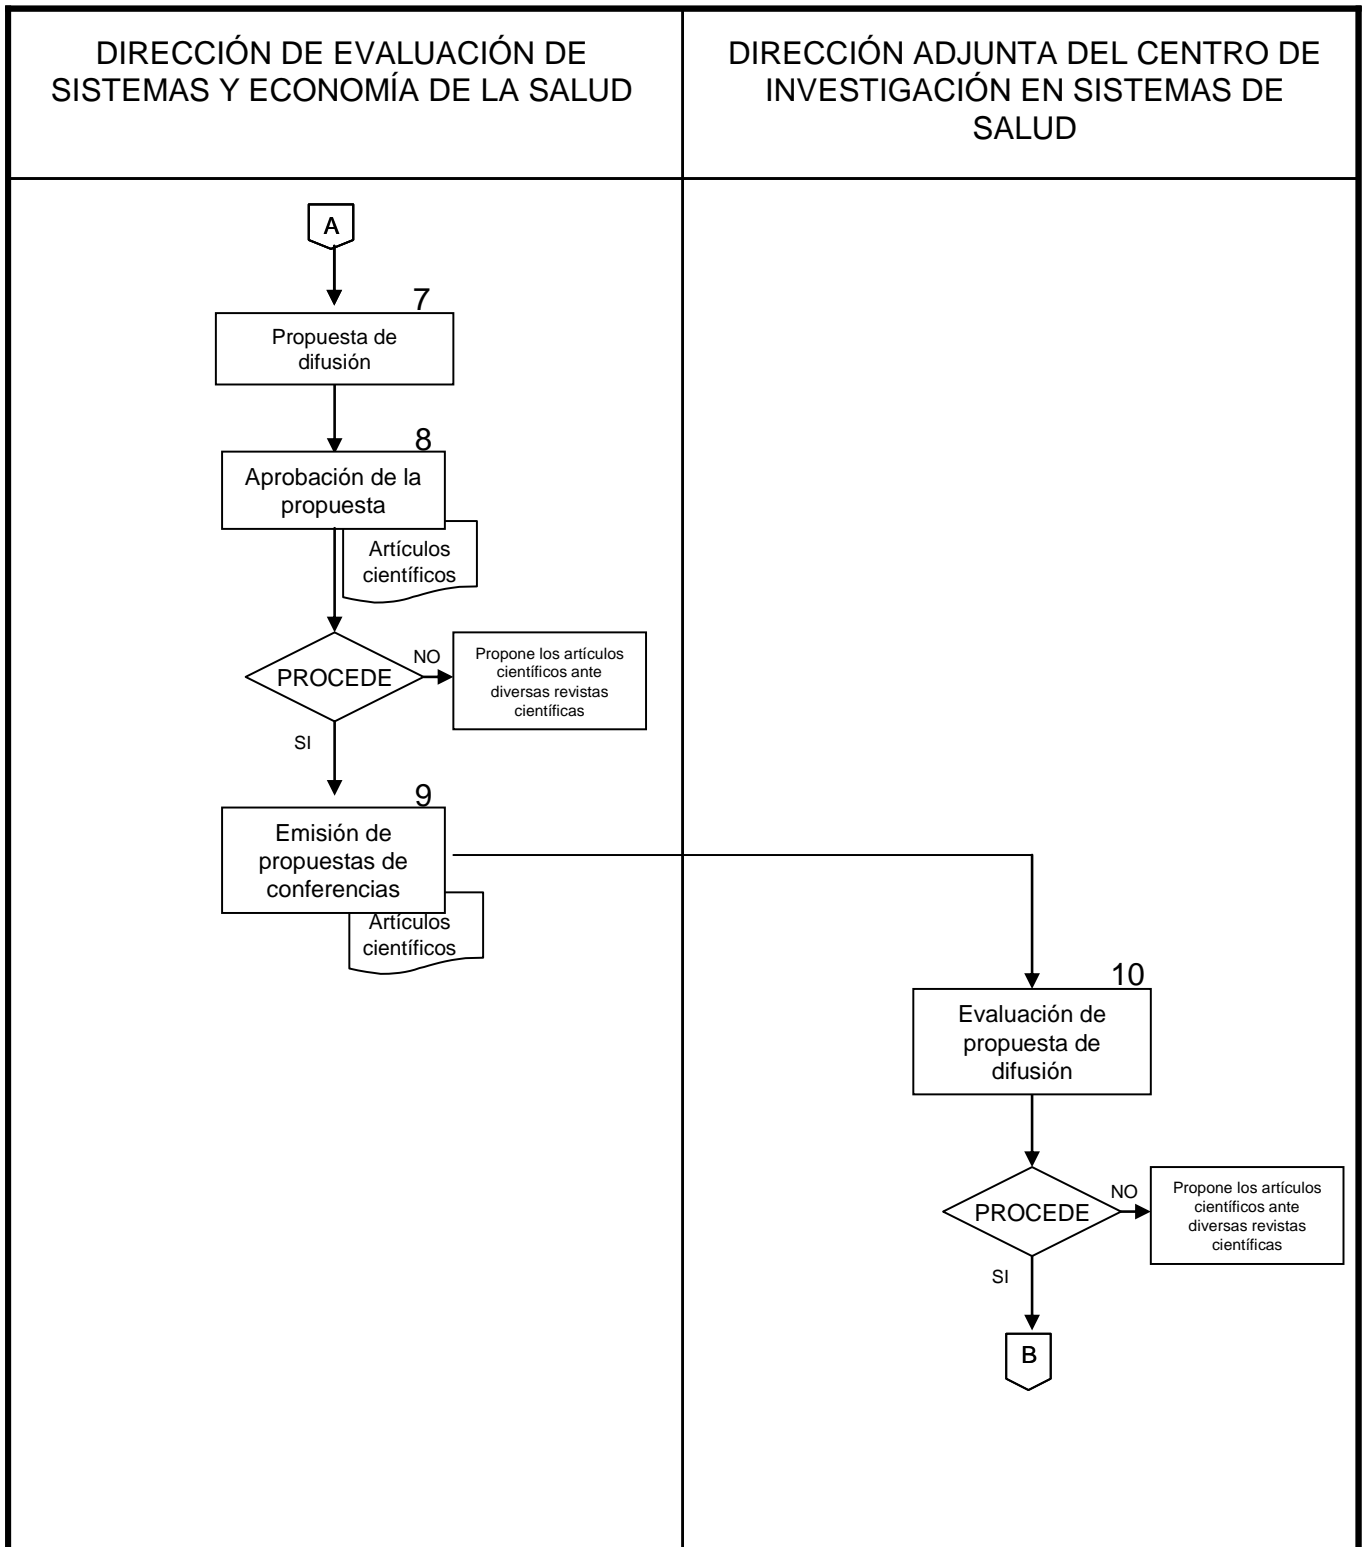 DIRECCIÓN DE EVALUACIÓN DE
SISTEMAS Y ECONOMÍA DE LA SALUD
DIRECCIÓN ADJUNTA DEL CENTRO DE
INVESTIGACIÓN EN SISTEMAS DE
SALUD
A
7
Propuesta de
difusión
8
Aprobación de la
propuesta
Artículos
científicos
PROCEDE
NO
Propone los artículos
científicos ante
diversas revistas
científicas
SI
9
Emisión de
propuestas de
conferencias
Artículos
científicos
10
Evaluación de
propuesta de
difusión
PROCEDE
NO
Propone los artículos
científicos ante
diversas revistas
científicas
SI
B